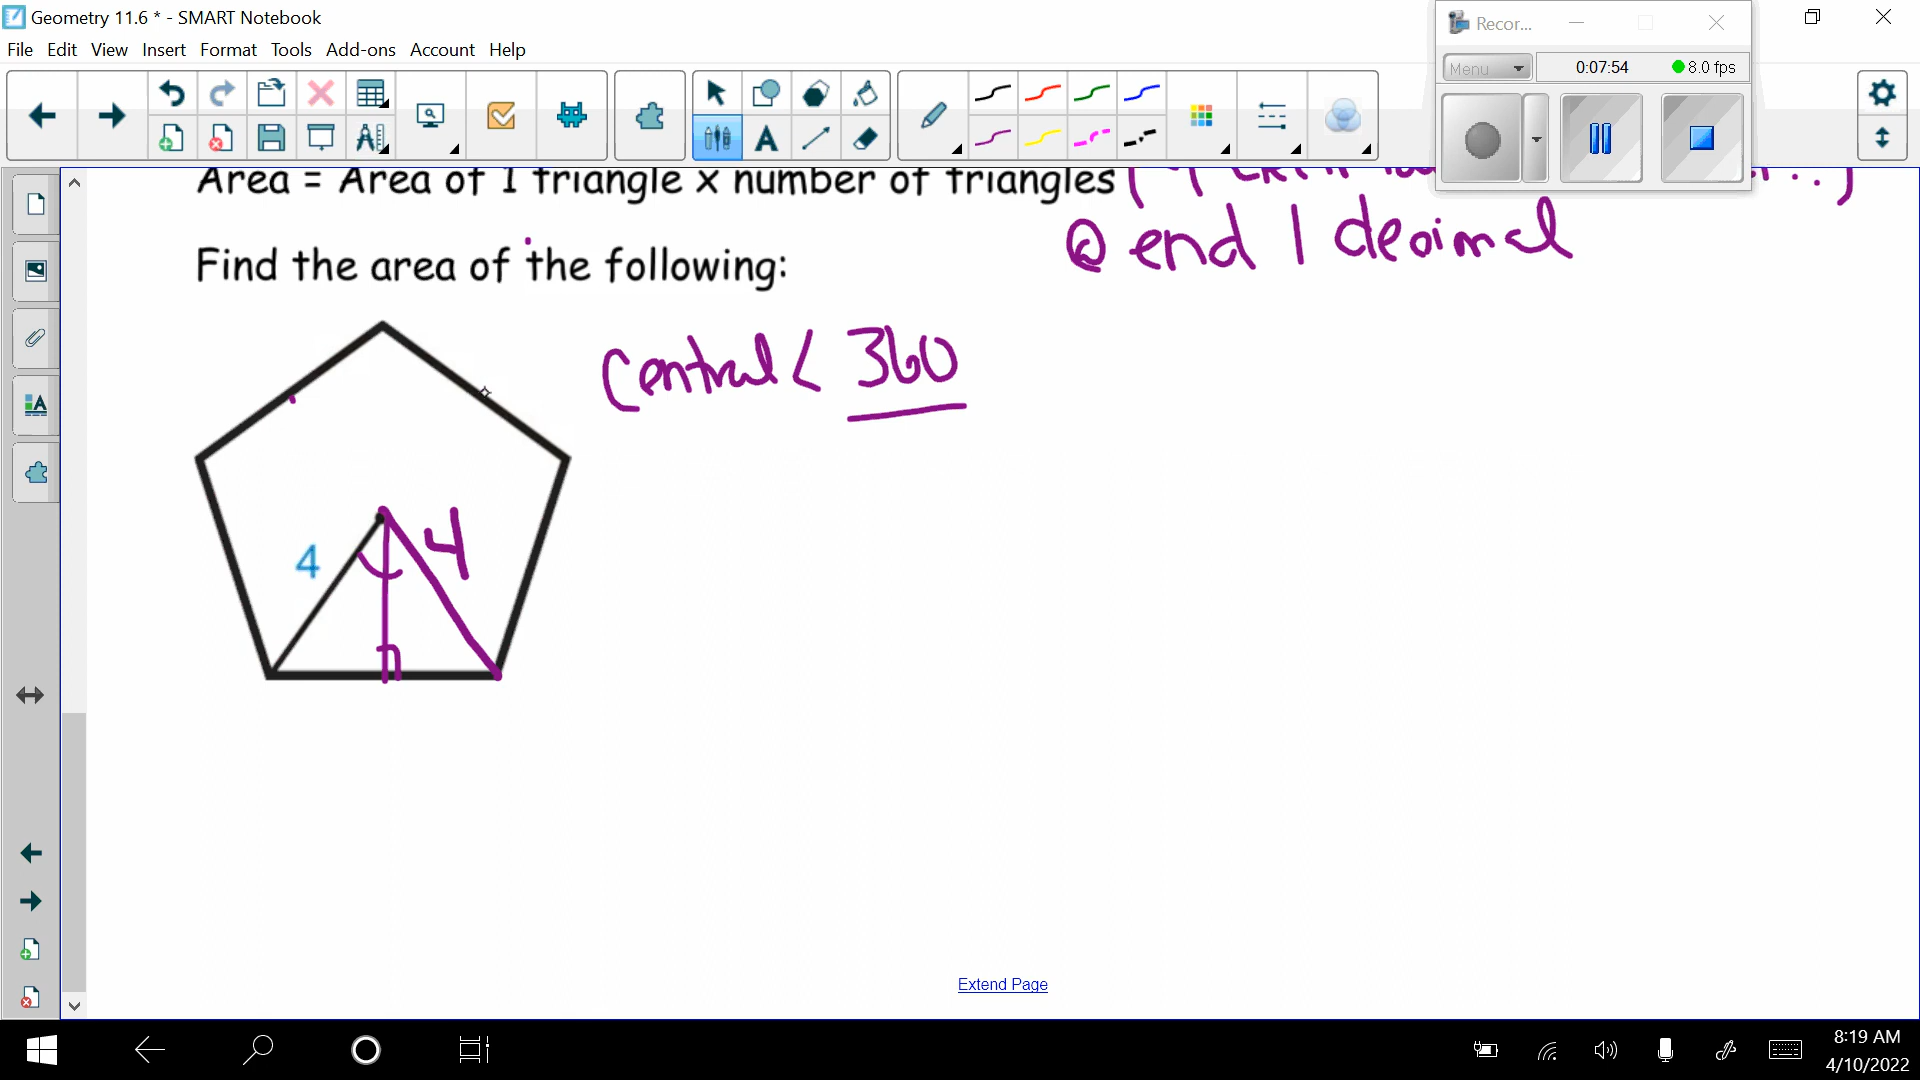 Geometry 11.6 * - SMART Notebook
File Edit View Insert Format Tools Add-ons Account Help
Recor...
Menu
0:07:54
8.0 fps
Area = Area of 1 triangle x number of triangles
@ end 1 decimal
Find the area of the following:
Central < 360
4
4
Extend Page
8:19 AM
4/10/2022